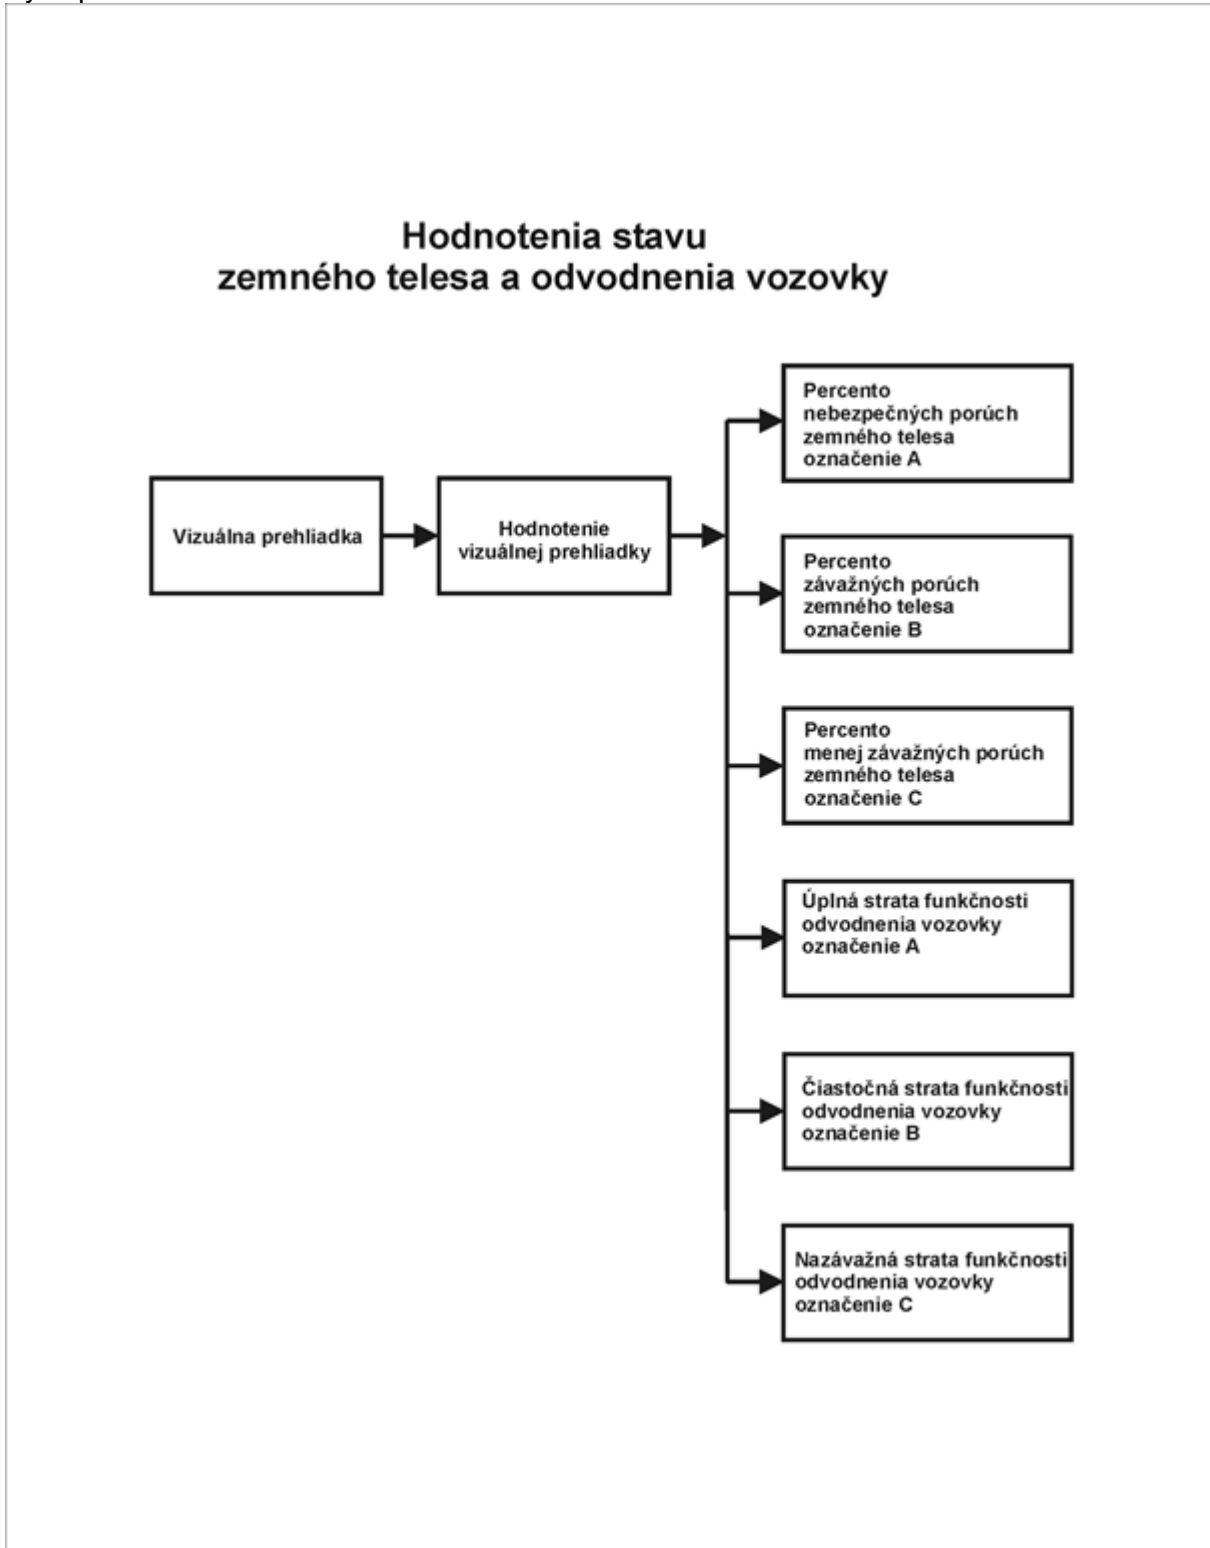 Hodnotenia stavu
zemného telesa a odvodnenia vozovky
Percento
nebezpečných porúch
zemného telesa
označenie A
Vizuálna prehliadka
Hodnotenie
vizuálnej prehliadky
Percento
závažných porúch
zemného telesa
označenie B
Percento
menej závažných porúch
zemného telesa
označenie C
Úplná strata funkčnosti
odvodnenia vozovky
označenie A
Čiastočná strata funkčnosti
odvodnenia vozovky
označenie B
Nazávažná strata funkčnosti
odvodnenia vozovky
označenie C